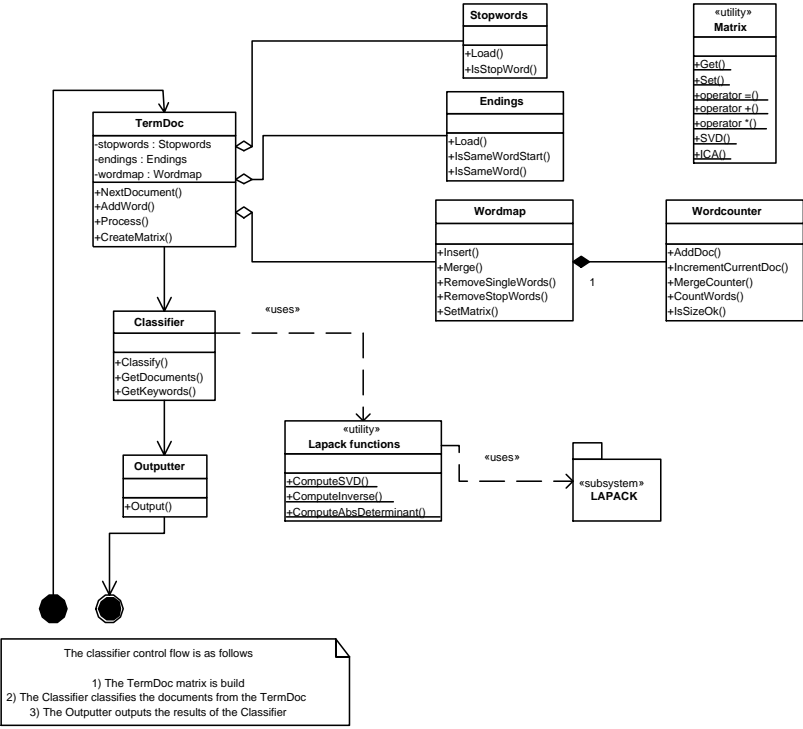 Stopwords
+Load()
+IsStopWord()
«utility»
Matrix
+Get()
+Set()
+operator =()
+operator +()
+operator *()
+SVD()
+ICA()
Endings
+Load()
+IsSameWordStart()
+IsSameWord()
TermDoc
-stopwords : Stopwords
-endings : Endings
-wordmap : Wordmap
+NextDocument()
+AddWord()
+Process()
+CreateMatrix()
Wordmap
+Insert()
+Merge()
+RemoveSingleWords()
+RemoveStopWords()
+SetMatrix()
1
Wordcounter
+AddDoc()
+IncrementCurrentDoc()
+MergeCounter()
+CountWords()
+IsSizeOk()
Classifier
+Classify()
+GetDocuments()
+GetKeywords()
«uses»
«utility»
Lapack functions
+ComputeSVD()
+ComputeInverse()
+ComputeAbsDeterminant()
«uses»
«subsystem»
LAPACK
Outputter
+Output()
The classifier control flow is as follows
1) The TermDoc matrix is build
2) The Classifier classifies the documents from the TermDoc
3) The Outputter outputs the results of the Classifier